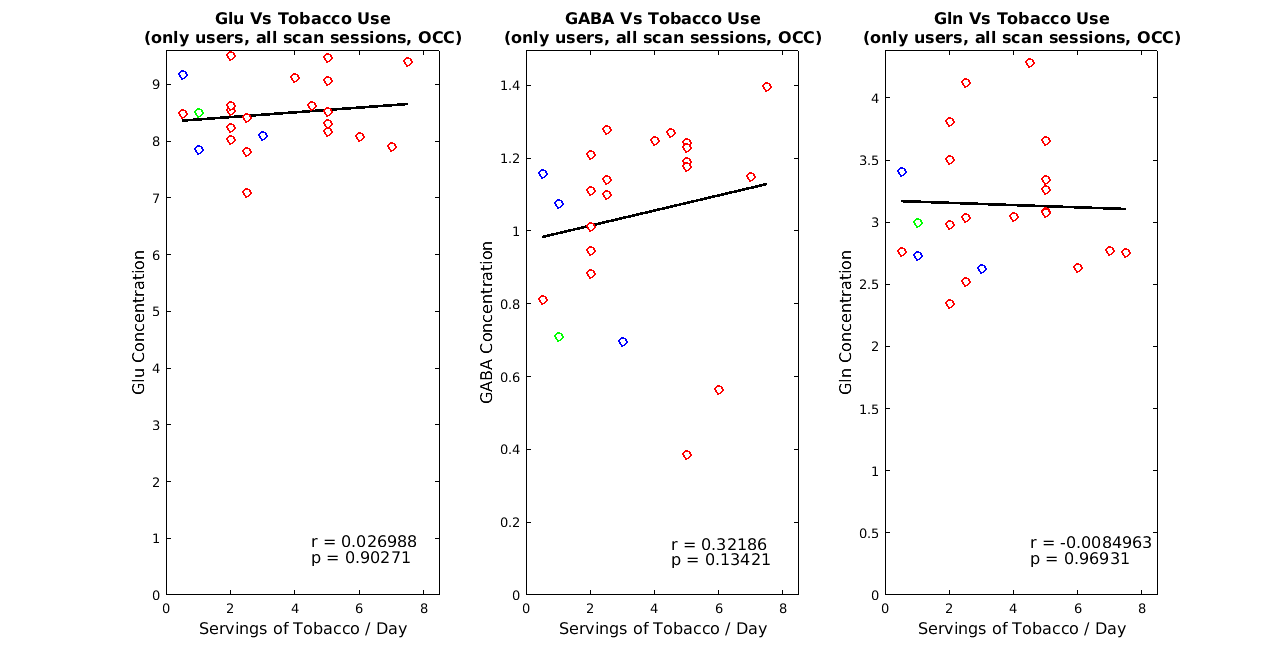 Glu Vs Tobacco Use
(only users, all scan sessions, OCC)
9
8
7
6
5
4
3
2
1
0
0 2 4 6 8
Glu Concentration
Servings of Tobacco / Day
r = 0.026988
p = 0.90271
GABA Vs Tobacco Use
(only users, all scan sessions, OCC)
1.4
1.2
1
0.8
0.6
0.4
0.2
0
0 2 4 6 8
GABA Concentration
Servings of Tobacco / Day
r = 0.32186
p = 0.13421
Gln Vs Tobacco Use
(only users, all scan sessions, OCC)
4
3.5
3
2.5
2
1.5
1
0.5
0
0 2 4 6 8
Gln Concentration
Servings of Tobacco / Day
r = -0.0084963
p = 0.96931